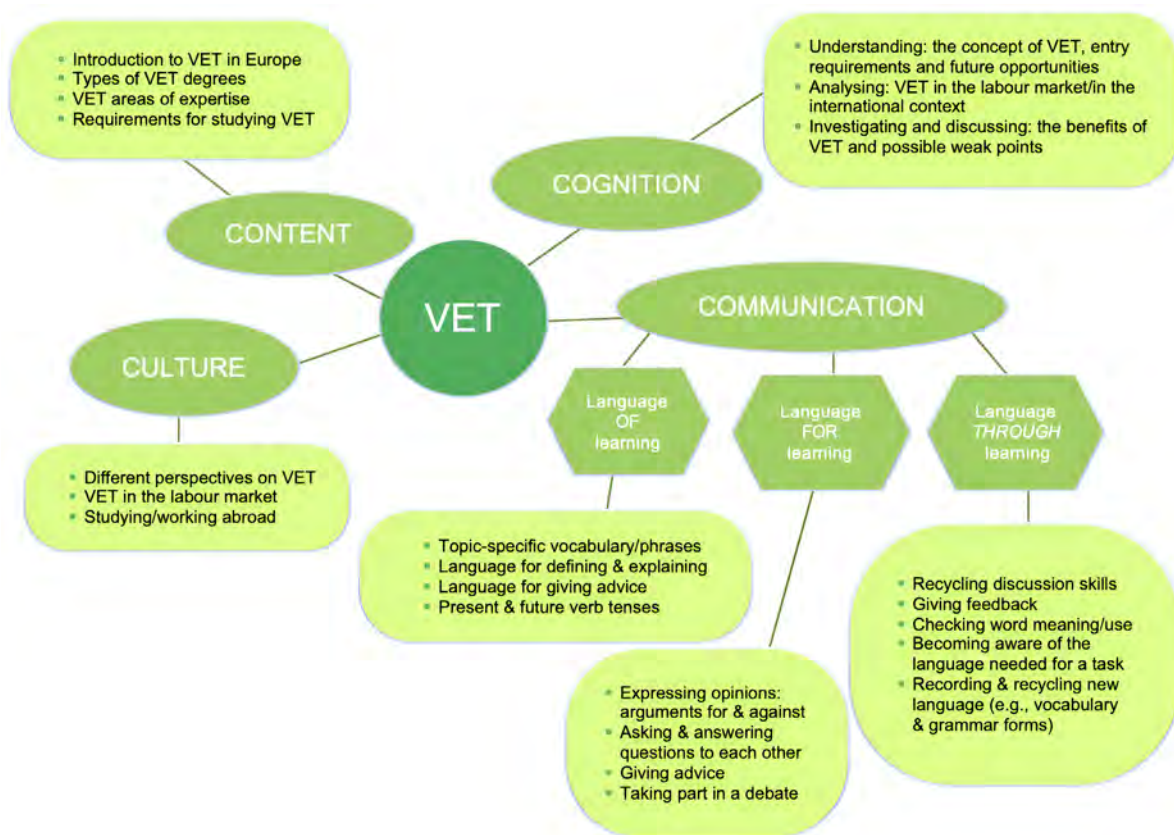 Introduction to VET in Europe
Types of VET degrees
VET areas of expertise
Requirements for studying VET
Understanding: the concept of VET, entry
requirements and future opportunities
Analysing: VET in the labour market/in the
international context
Investigating and discussing: the benefits of
VET and possible weak points
COGNITION
CONTENT
VET
COMMUNICATION
CULTURE
Language
OF
learning
Language
FOR
learning
Language
THROUGH
learning
Different perspectives on VET
VET in the labour market
Studying/working abroad
Topic-specific vocabulary/phrases
Language for defining & explaining
Language for giving advice
Present & future verb tenses
Recycling discussion skills
Giving feedback
Checking word meaning/use
Becoming aware of the
language needed for a task
Recording & recycling new
language (e.g., vocabulary
& grammar forms)
Expressing opinions:
arguments for & against
Asking & answering
questions to each other
Giving advice
Taking part in a debate